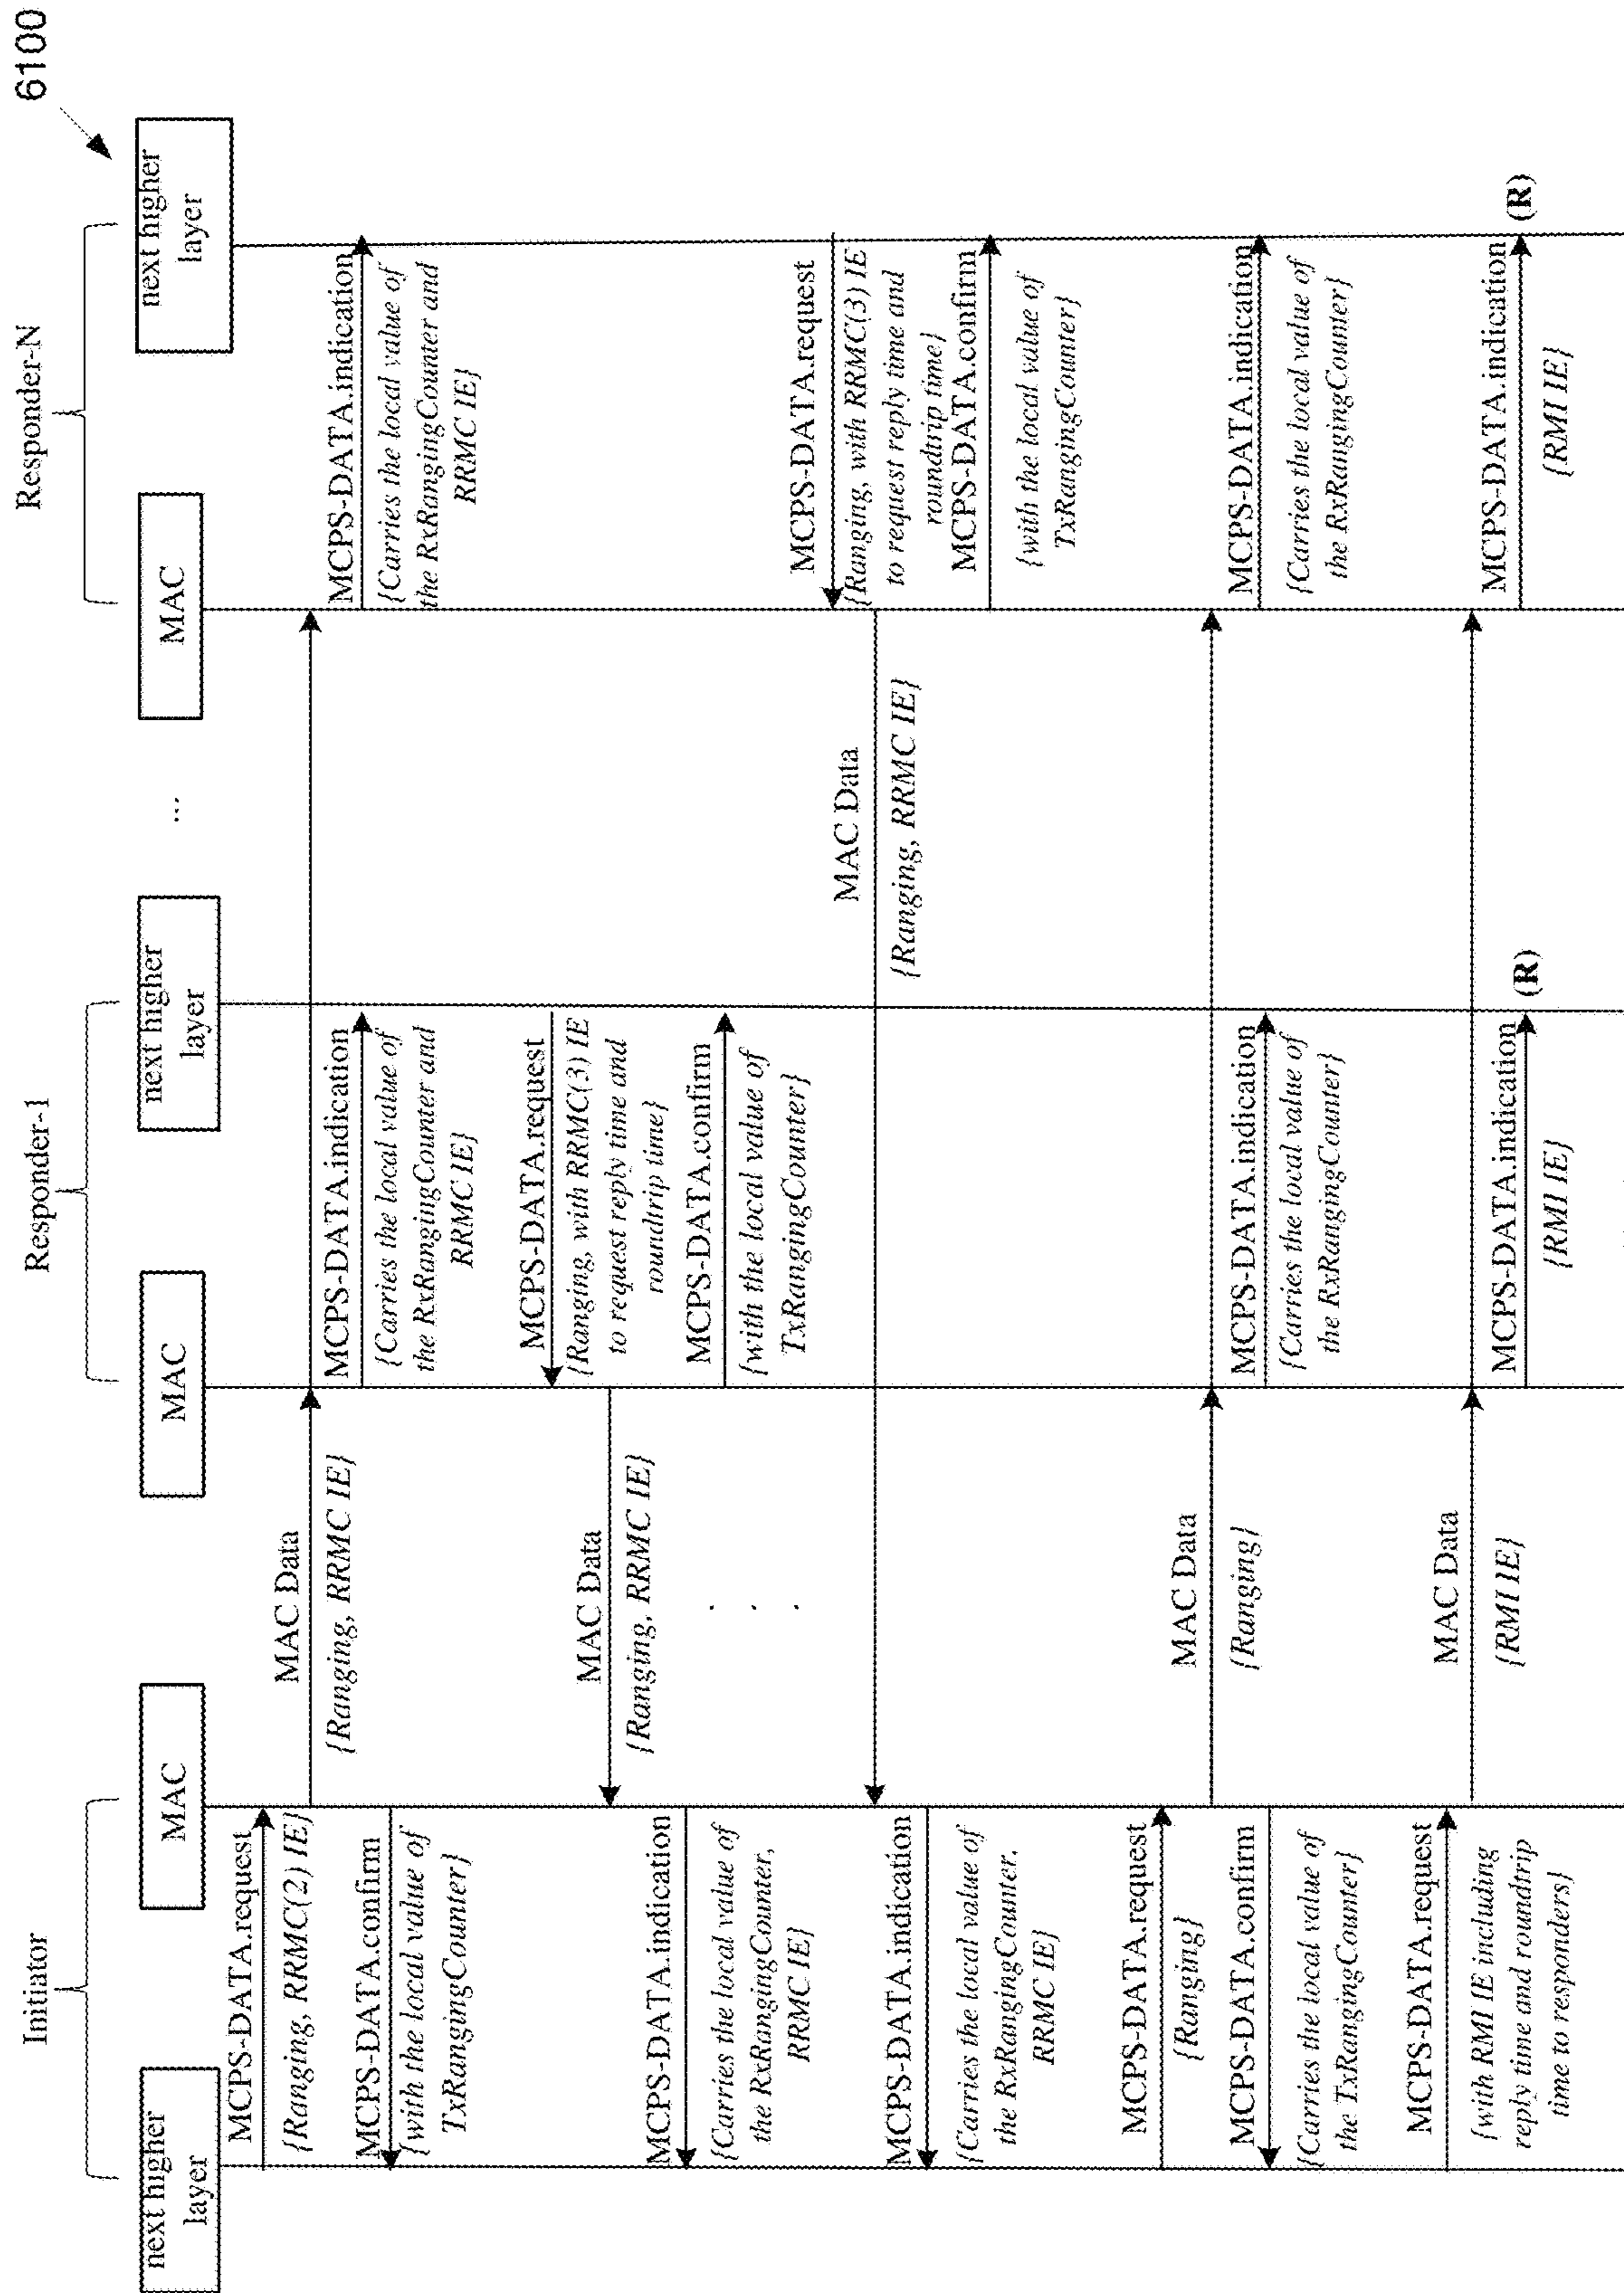 6100
Initiator
Responder-1
Responder-N
next higher
layer
MAC
MAC
next higher
layer
...
MAC
next higher
layer
MCPS-DATA.request
{Ranging, RRMC(2) IE}
MAC Data
{Ranging, RRMC IE}
MCPS-DATA.confirm
{with the local value of
TxRangingCounter}
MCPS-DATA.indication
{Carries the local value of
the RxRangingCounter and
RRMC IE}
MCPS-DATA.indication
{Carries the local value of
the RxRangingCounter and
RRMC IE}
MCPS-DATA.request
{Ranging, with RRMC(3) IE
to request reply time and
roundtrip time}
MAC Data
{Ranging, RRMC IE}
MCPS-DATA.confirm
{with the local value of
TxRangingCounter}
MCPS-DATA.indication
{Carries the local value of
the RxRangingCounter,
RRMC IE}
. . .
MCPS-DATA.request
{Ranging, with RRMC(3) IE
to request reply time and
roundtrip time}
MAC Data
{Ranging, RRMC IE}
MCPS-DATA.confirm
{with the local value of
TxRangingCounter}
MCPS-DATA.indication
{Carries the local value of
the RxRangingCounter,
RRMC IE}
MCPS-DATA.request
{Ranging}
MAC Data
{Ranging}
MCPS-DATA.confirm
{Carries the local value of
the TxRangingCounter}
MCPS-DATA.indication
{Carries the local value of
the RxRangingCounter}
MCPS-DATA.indication
{Carries the local value of
the RxRangingCounter}
MCPS-DATA.request
{with RMI IE including
reply time and roundtrip
time to responders}
MAC Data
{RMI IE}
MCPS-DATA.indication
{RMI IE}
(R)
MCPS-DATA.indication
{RMI IE}
(R)